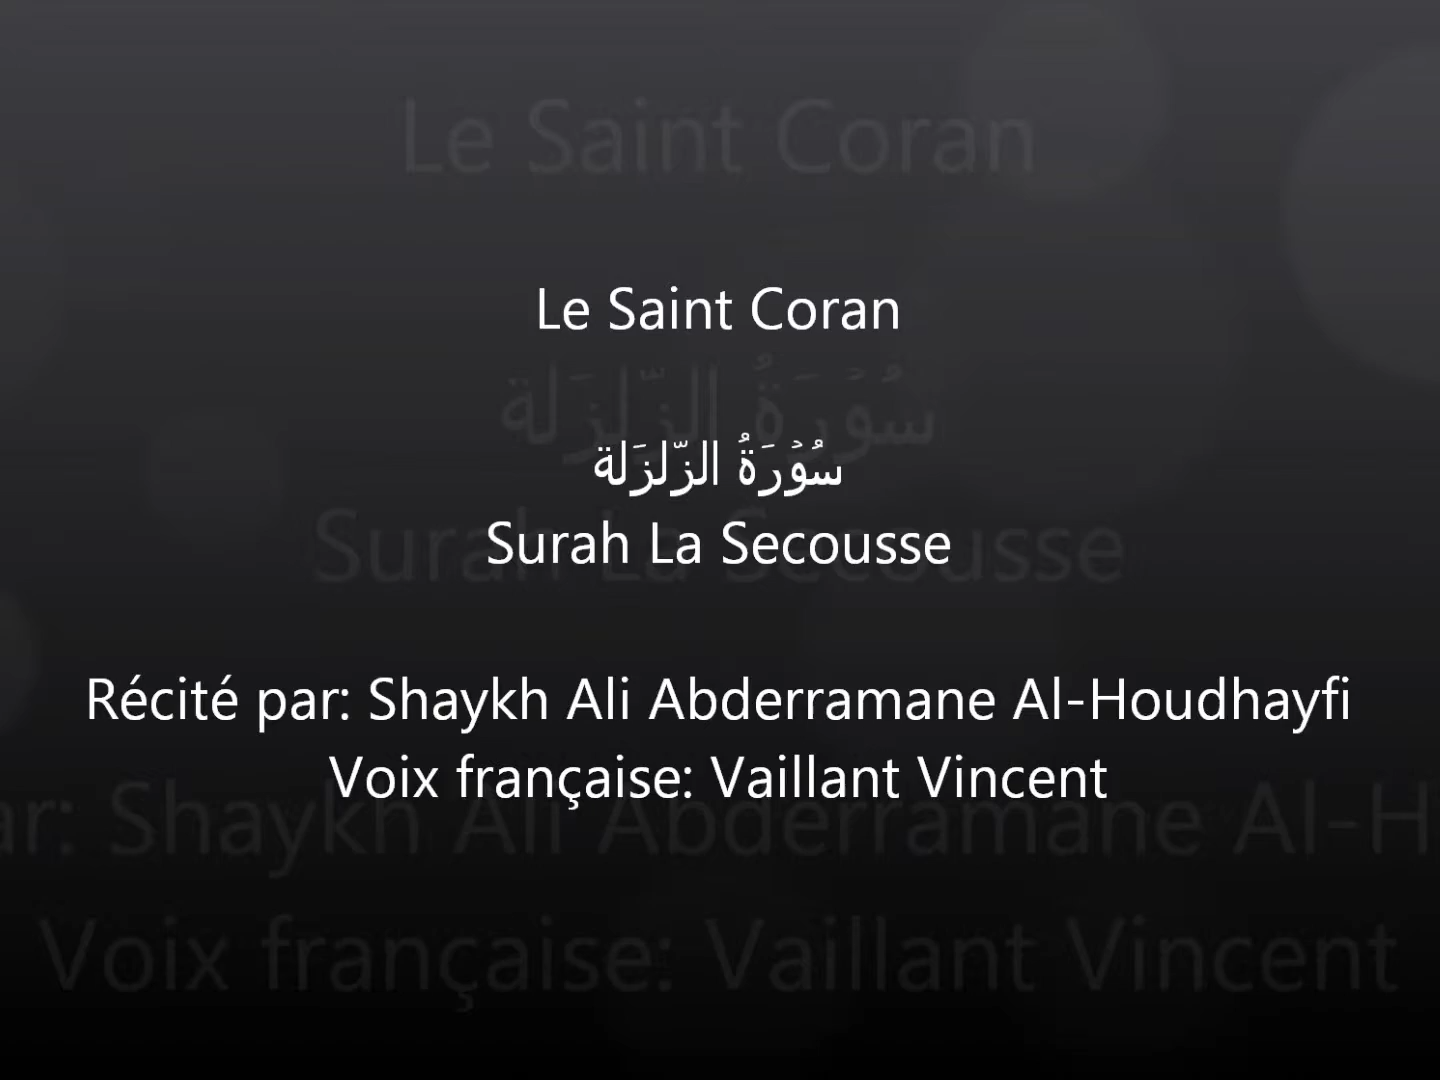 Le Saint Coran
سُوْرَةُ الزّلزَلة
Surah La Secousse
Récité par: Shaykh Ali Abderramane Al-Houdhayfi
Voix française: Vaillant Vincent